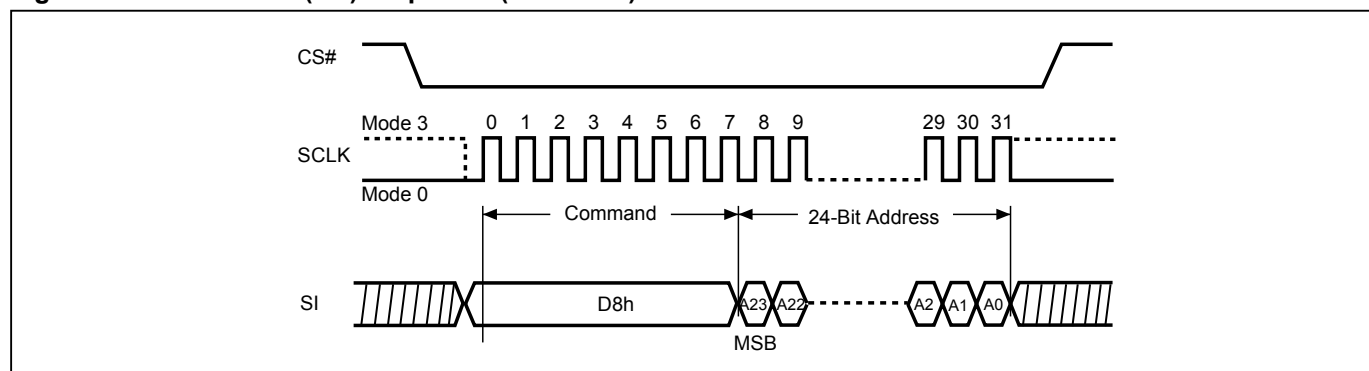 CS#
Mode 3
0 1 2 3 4 5 6 7 8 9 29 30 31
SCLK
Mode 0
Command
24-Bit Address
SI
D8h
A23 A22
A2 A1 A0
MSB